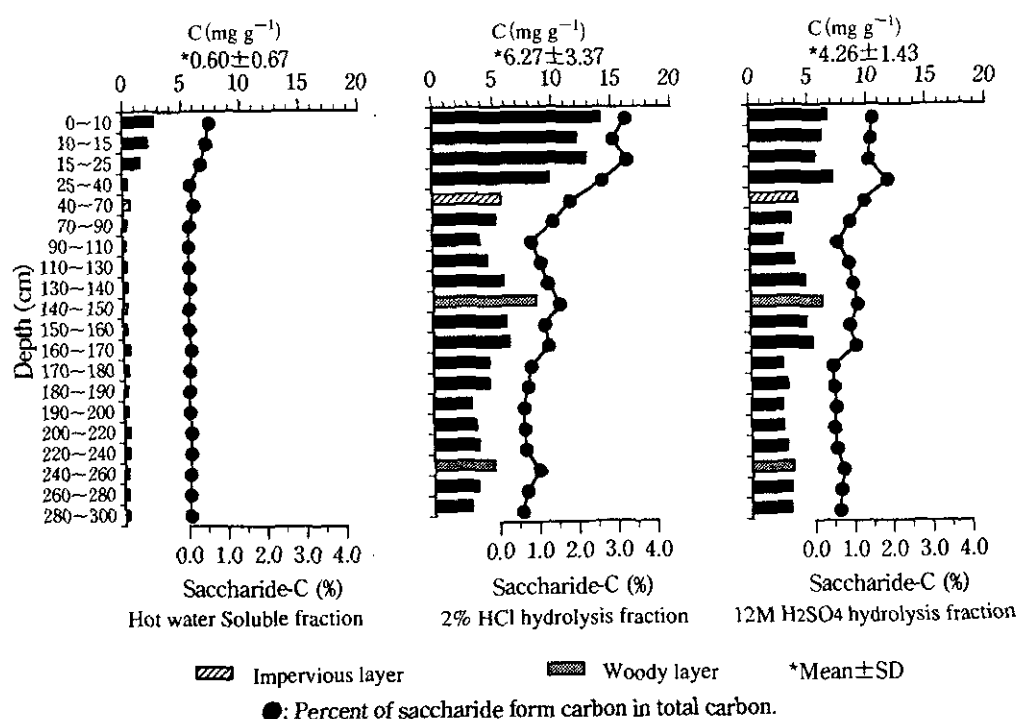 C (mg g⁻¹)
*0.60±0.67
0 5 10 15 20
C (mg g⁻¹)
*6.27±3.37
0 5 10 15 20
C (mg g⁻¹)
*4.26±1.43
0 5 10 15 20
Depth (cm)
0~10
10~15
15~25
25~40
40~70
70~90
90~110
110~130
130~140
140~150
150~160
160~170
170~180
180~190
190~200
200~220
220~240
240~260
260~280
280~300
0.0 1.0 2.0 3.0 4.0
Saccharide-C (%)
Hot water Soluble fraction
0.0 1.0 2.0 3.0 4.0
Saccharide-C (%)
2% HCl hydrolysis fraction
0.0 1.0 2.0 3.0 4.0
Saccharide-C (%)
12M H2SO4 hydrolysis fraction
Impervious layer
Woody layer
*Mean±SD
●: Percent of saccharide form carbon in total carbon.